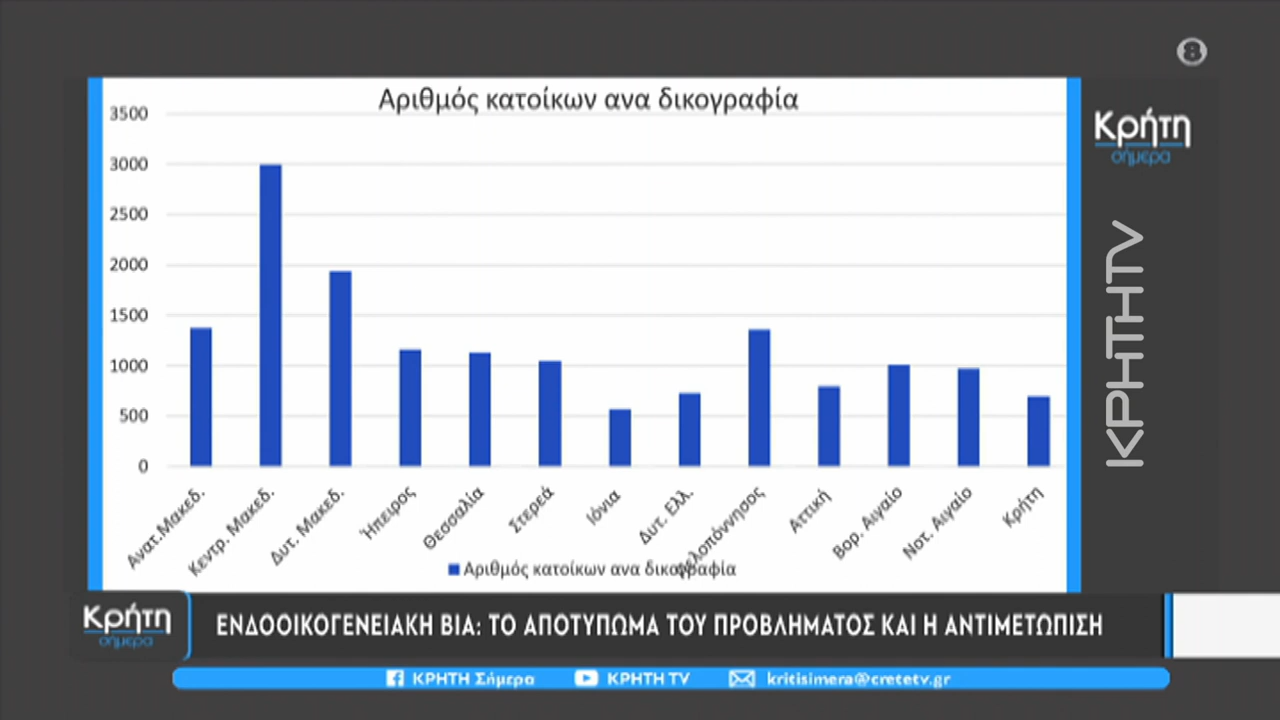 8
Αριθμός κατοίκων ανα δικογραφία
Κρήτη
σήμερα
ΚΡΗΤΗTV
3500
3000
2500
2000
1500
1000
500
0
Ανατ.Μακεδ.
Κεντρ. Μακεδ.
Δυτ. Μακεδ.
Ήπειρος
Θεσσαλία
Στερεά
Ιόνια
Δυτ. Ελλ.
Πελοπόννησος
Αττική
Βορ. Αιγαίο
Νοτ. Αιγαίο
Κρήτη
Αριθμός κατοίκων ανα δικογραφία
Κρήτη
σήμερα
ΕΝΔΟΟΙΚΟΓΕΝΕΙΑΚΗ ΒΙΑ: ΤΟ ΑΠΟΤΥΠΩΜΑ ΤΟΥ ΠΡΟΒΛΗΜΑΤΟΣ ΚΑΙ Η ΑΝΤΙΜΕΤΩΠΙΣΗ
ΚΡΗΤΗ Σήμερα ΚΡΗΤΗ TV kritisimera@cretetv.gr